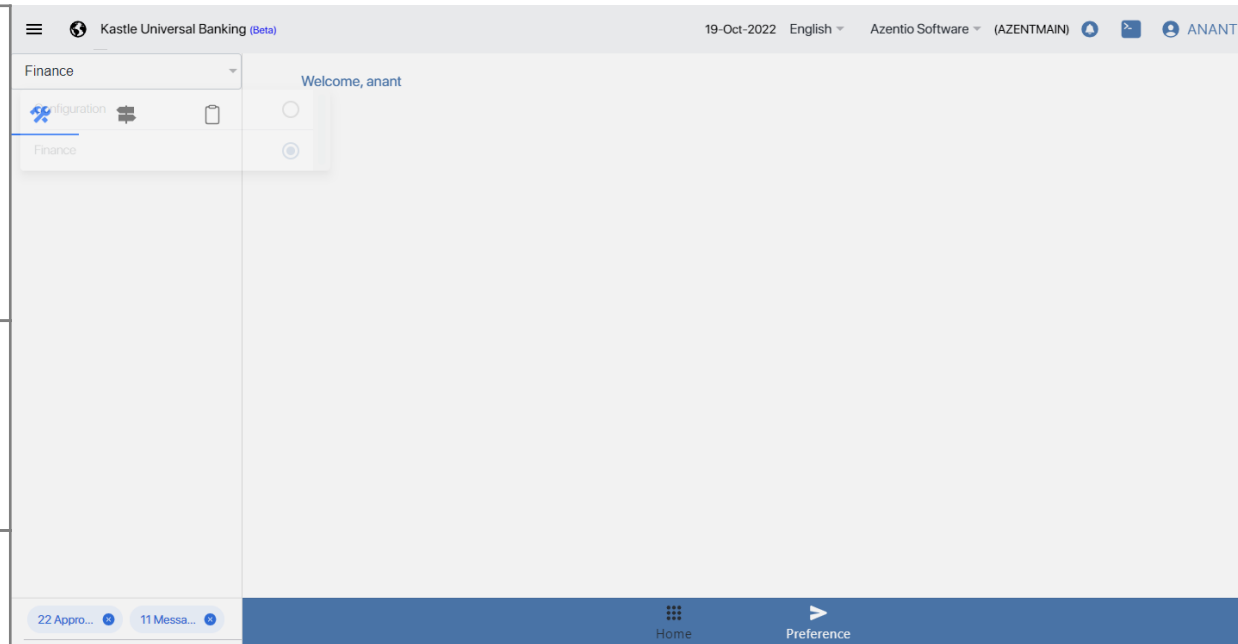 Kastle Universal Banking (Beta) 19-Oct-2022 English Azentio Software (AZENTMAIN) ANANT
Finance
Welcome, anant
Configuration
Finance
22 Appro... 11 Messa...
Home Preference